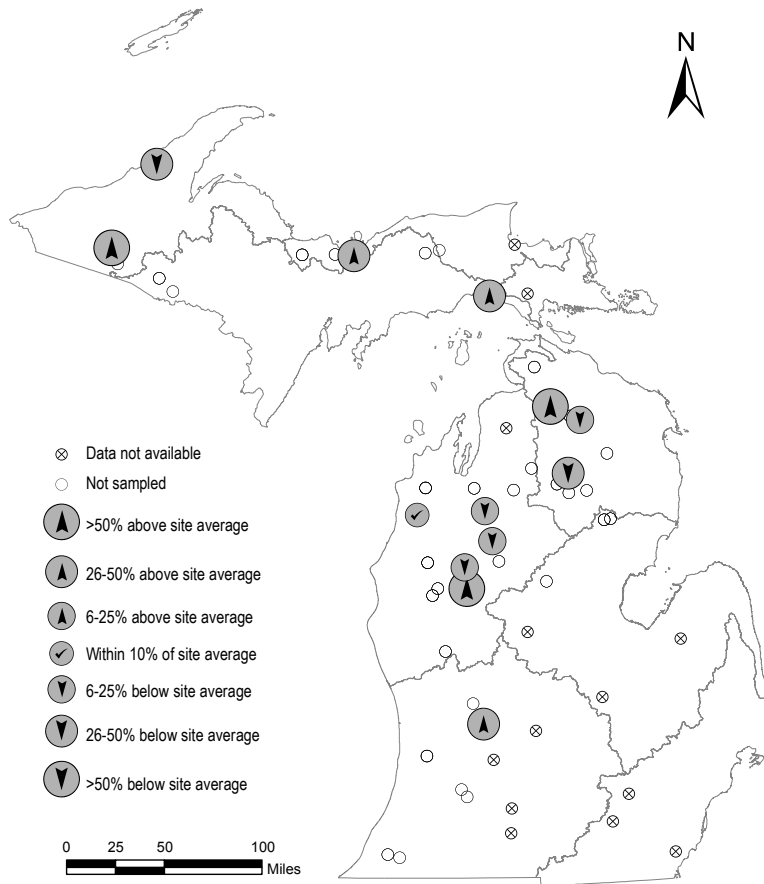 N
Data not available
Not sampled
>50% above site average
26-50% above site average
6-25% above site average
Within 10% of site average
6-25% below site average
26-50% below site average
>50% below site average
0 25 50 100
Miles